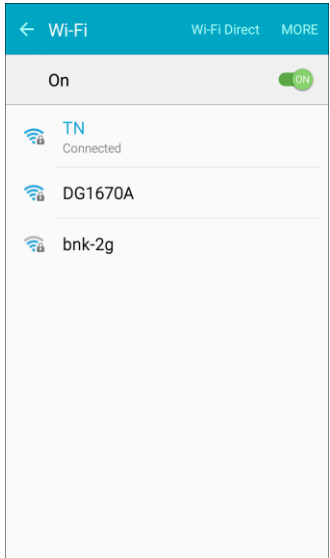 Wi-Fi Wi-Fi Direct MORE
On ON
TN
Connected
DG1670A
bnk-2g